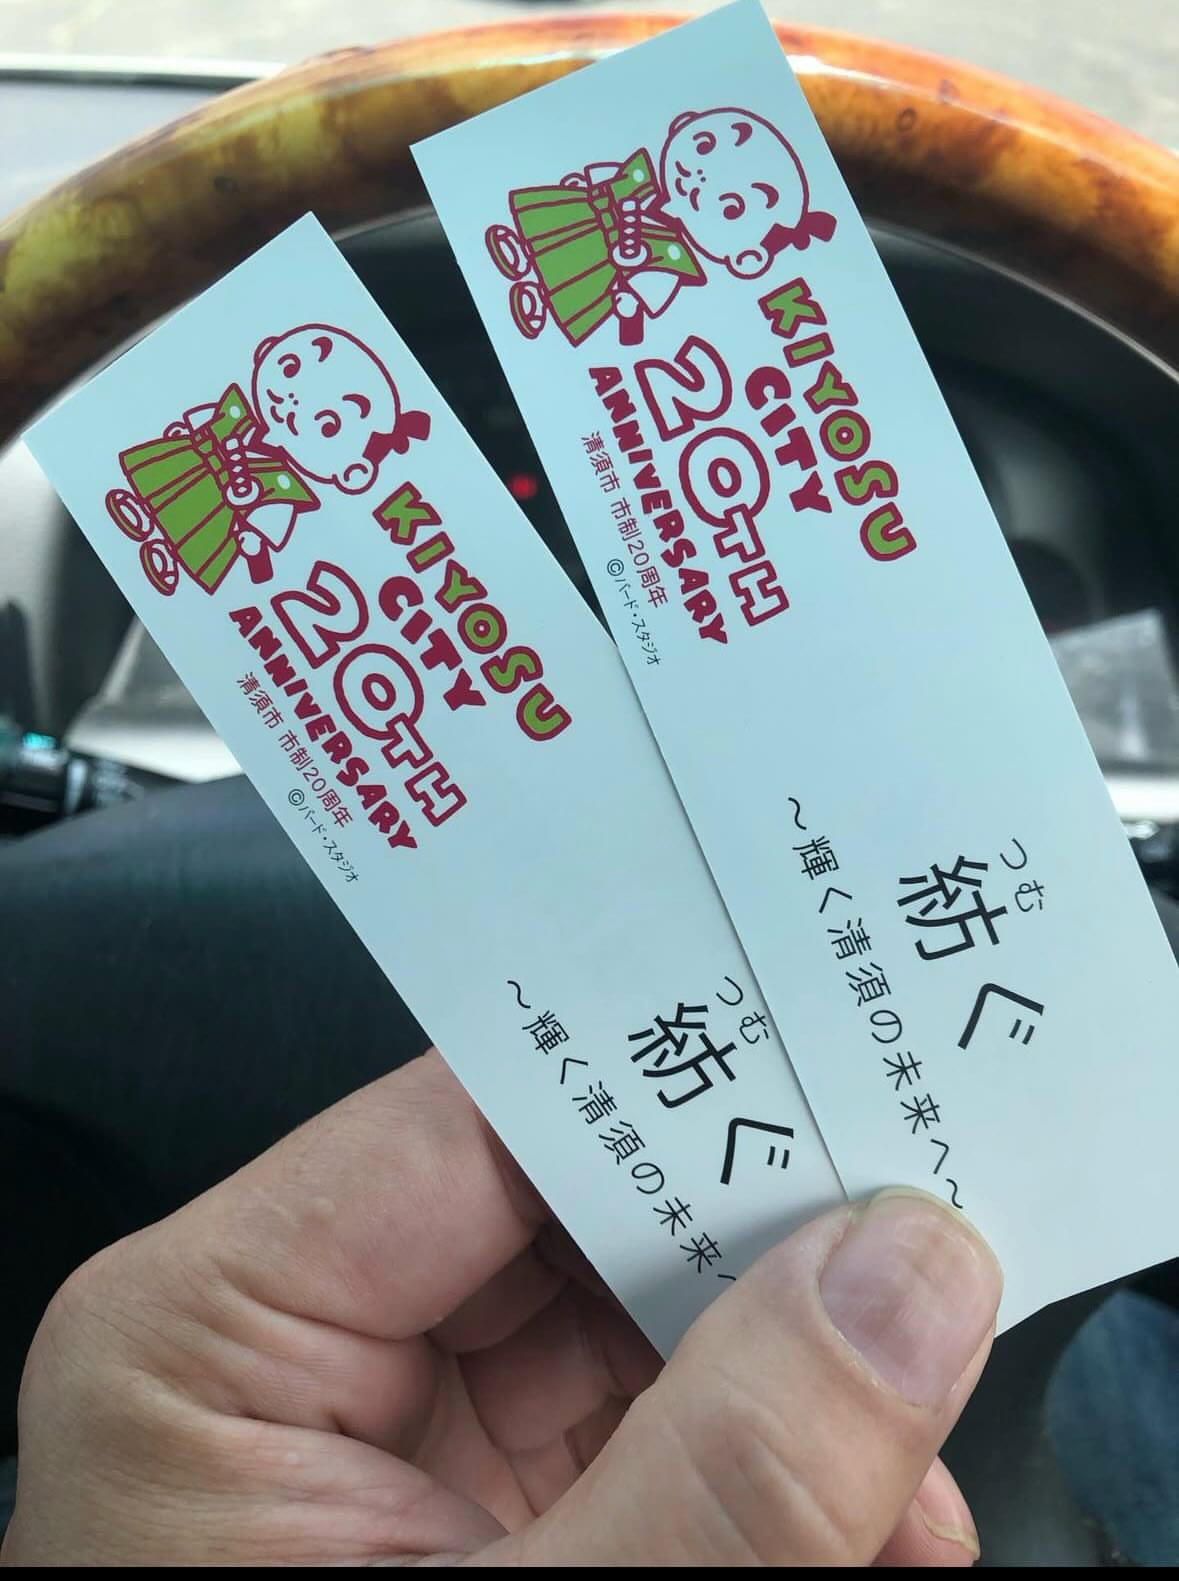 KIYOSU
CITY
20TH
ANNIVERSARY
清須市 市制20周年
©バード・スタジオ
つむ
紡ぐ
～輝く清須の未来へ
KIYOSU
CITY
20TH
ANNIVERSARY
清須市 市制20周年
©バード・スタジオ
つむ
紡ぐ
～輝く清須の未来へ～